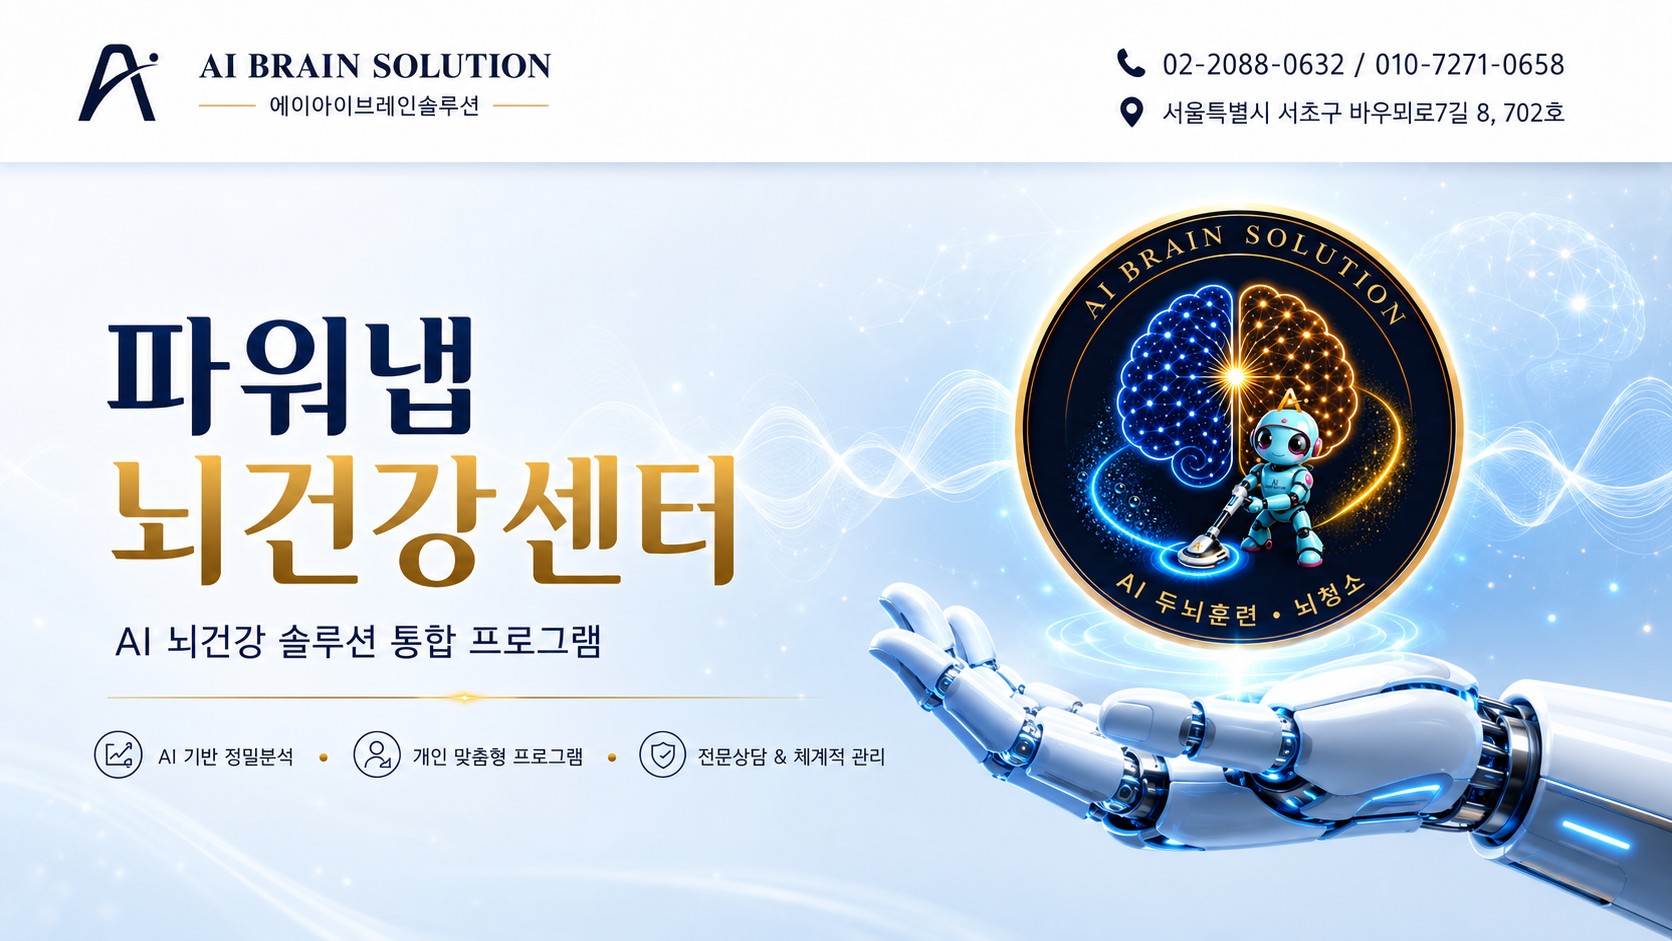 AI BRAIN SOLUTION
에이아이브레인솔루션
02-2088-0632 / 010-7271-0658
서울특별시 서초구 바우뫼로7길 8, 702호
파워냅
뇌건강센터
AI 뇌건강 솔루션 통합 프로그램
AI 기반 정밀분석 • 개인 맞춤형 프로그램 • 전문상담 & 체계적 관리
AI BRAIN SOLUTION
AI 두뇌훈련 • 뇌청소